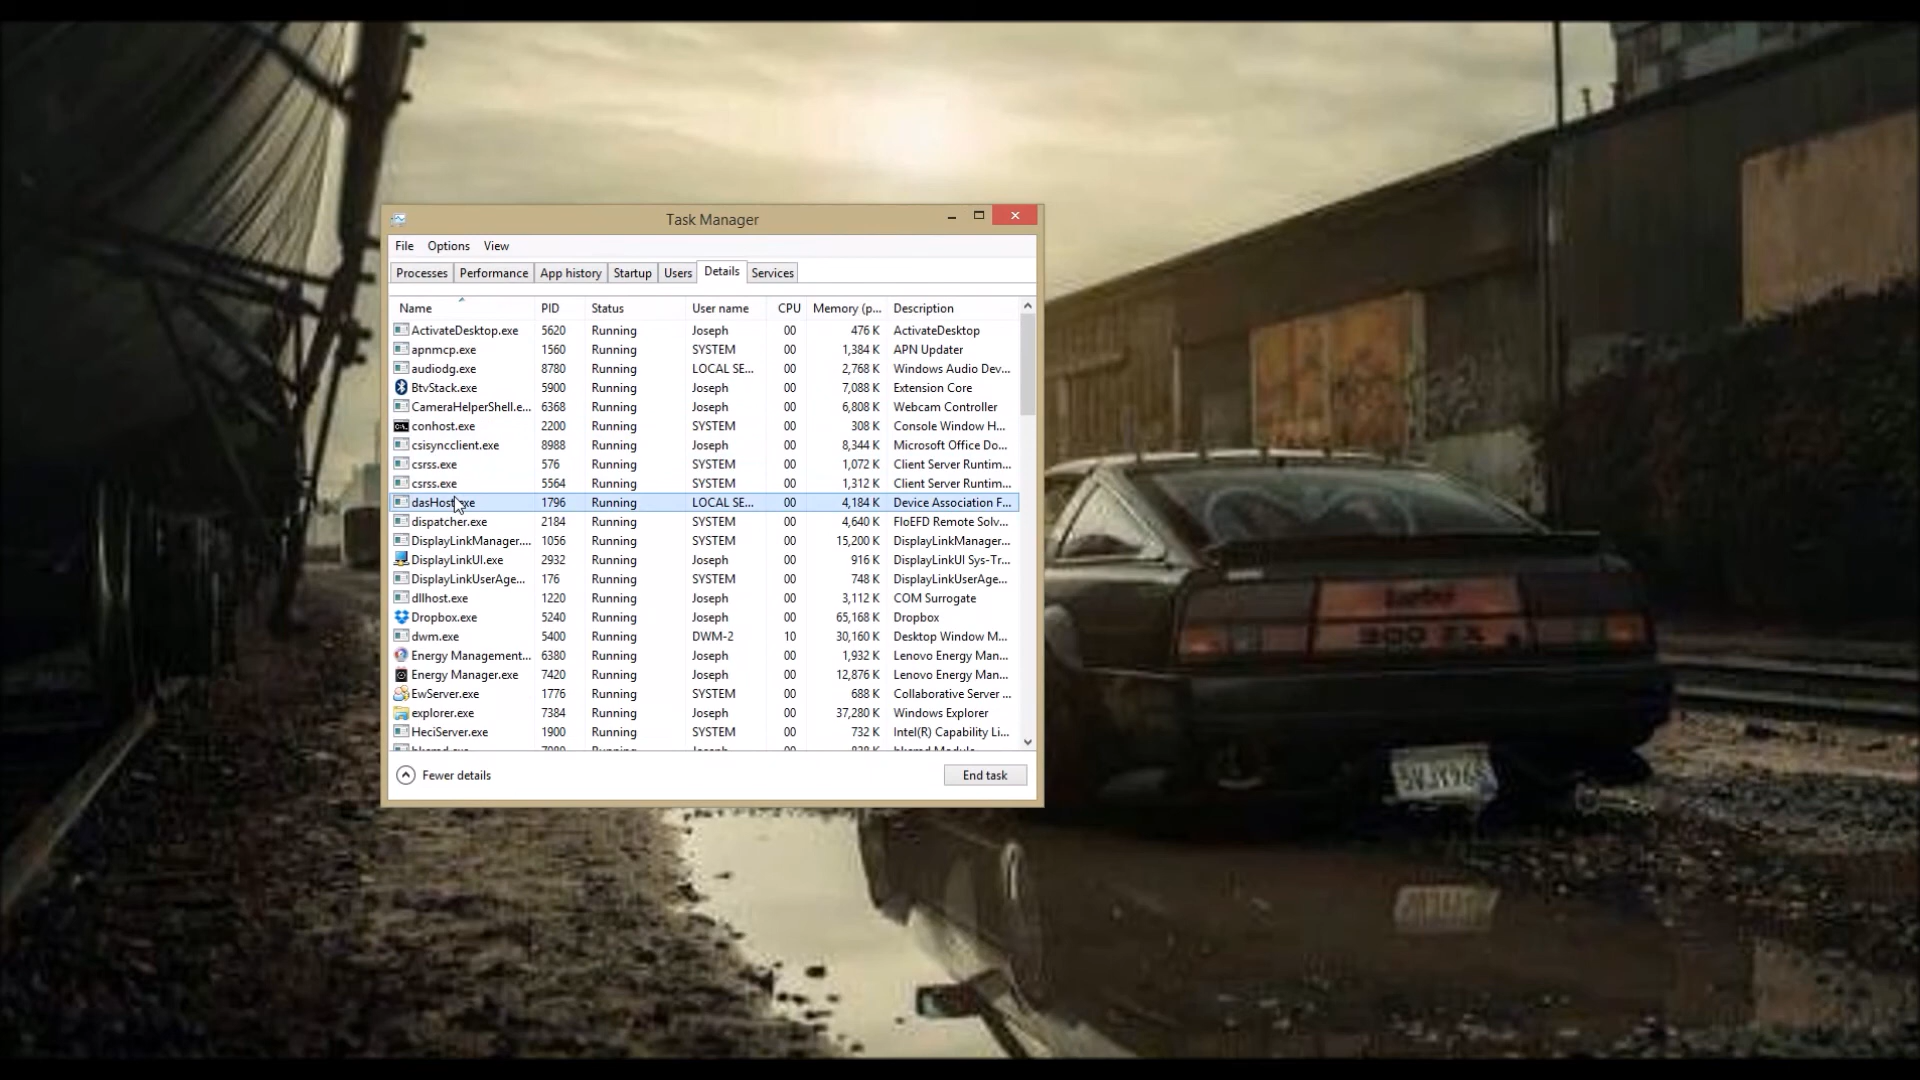 Task Manager
File Options View
Processes Performance App history Startup Users Details Services
Name PID Status User name CPU Memory (p... Description
ActivateDesktop.exe 5620 Running Joseph 00 476 K ActivateDesktop
apnmcp.exe 1560 Running SYSTEM 00 1,384 K APN Updater
audiodg.exe 8780 Running LOCAL SE... 00 2,768 K Windows Audio Dev...
BtvStack.exe 5900 Running Joseph 00 7,088 K Extension Core
CameraHelperShell.e... 6368 Running Joseph 00 6,808 K Webcam Controller
conhost.exe 2200 Running SYSTEM 00 308 K Console Window H...
csisyncclient.exe 8988 Running Joseph 00 8,344 K Microsoft Office Do...
csrss.exe 576 Running SYSTEM 00 1,072 K Client Server Runtim...
csrss.exe 5564 Running SYSTEM 00 1,312 K Client Server Runtim...
dasHost.exe 1796 Running LOCAL SE... 00 4,184 K Device Association F...
dispatcher.exe 2184 Running SYSTEM 00 4,640 K FloEFD Remote Solv...
DisplayLinkManager.... 1056 Running SYSTEM 00 15,200 K DisplayLinkManager...
DisplayLinkUI.exe 2932 Running Joseph 00 916 K DisplayLinkUI Sys-Tr...
DisplayLinkUserAge... 176 Running SYSTEM 00 748 K DisplayLinkUserAge...
dllhost.exe 1220 Running Joseph 00 3,112 K COM Surrogate
Dropbox.exe 5240 Running Joseph 00 65,168 K Dropbox
dwm.exe 5400 Running DWM-2 10 30,160 K Desktop Window M...
Energy Management... 6380 Running Joseph 00 1,932 K Lenovo Energy Man...
Energy Manager.exe 7420 Running Joseph 00 12,876 K Lenovo Energy Man...
EwServer.exe 1776 Running SYSTEM 00 688 K Collaborative Server ...
explorer.exe 7384 Running Joseph 00 37,280 K Windows Explorer
HeciServer.exe 1900 Running SYSTEM 00 732 K Intel(R) Capability Li...
Fewer details End task
300 ZX